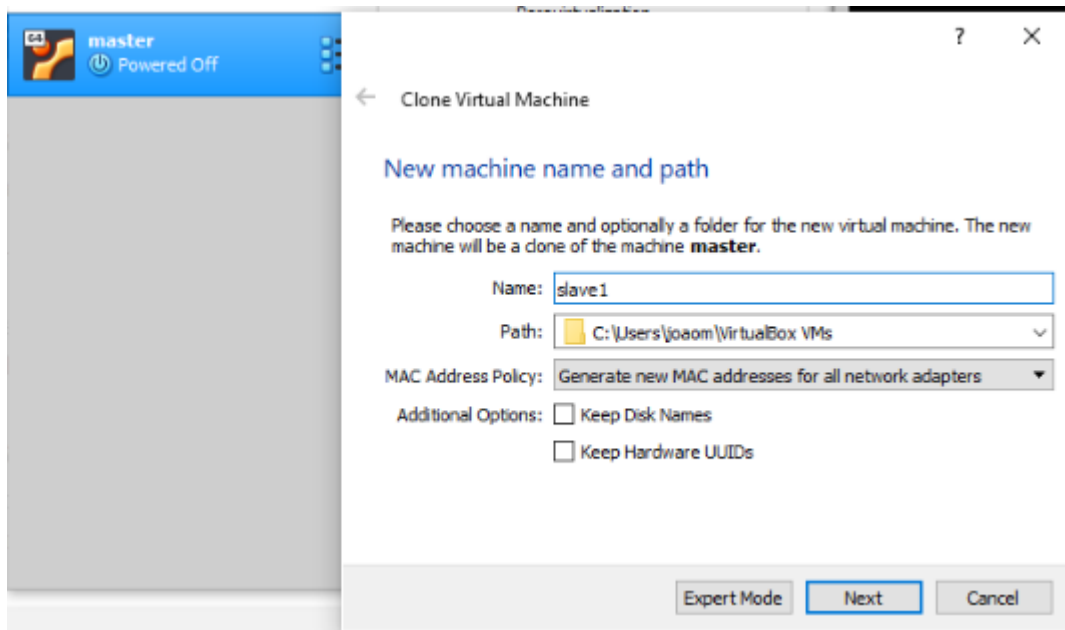 64
master
Powered Off
Paravirtualization
?
Clone Virtual Machine
New machine name and path
Please choose a name and optionally a folder for the new virtual machine. The new
machine will be a clone of the machine master.
Name: slave1
Path: C:\Users\joaom\VirtualBox VMs
MAC Address Policy: Generate new MAC addresses for all network adapters
Additional Options: Keep Disk Names
Keep Hardware UUIDs
Expert Mode Next Cancel